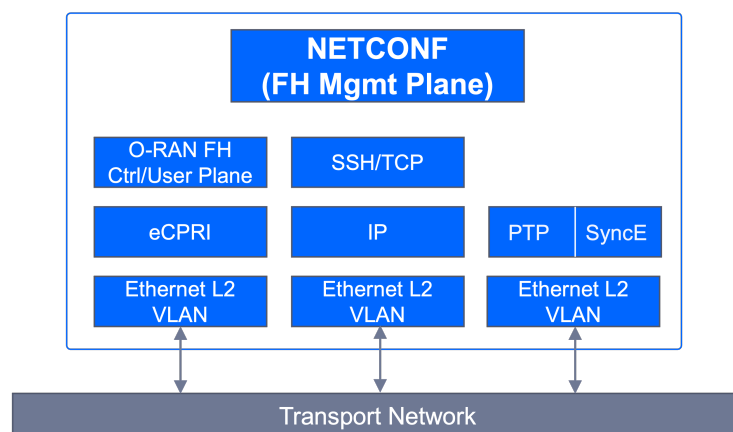 NETCONF
(FH Mgmt Plane)
O-RAN FH
Ctrl/User Plane
SSH/TCP
eCPRI
IP
PTP
SyncE
Ethernet L2
VLAN
Ethernet L2
VLAN
Ethernet L2
VLAN
Transport Network